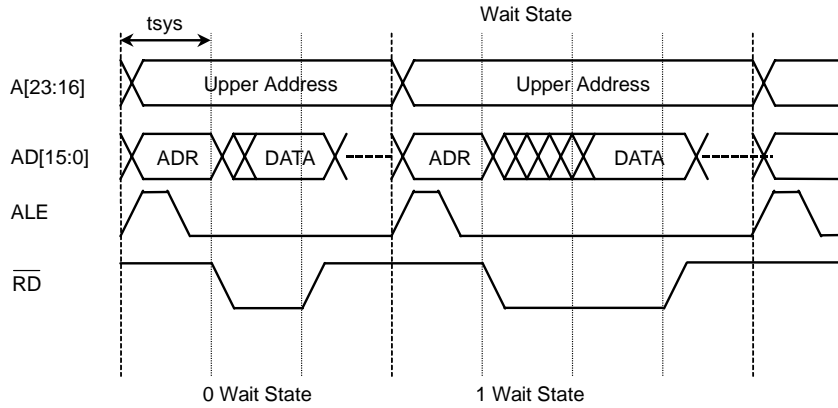 Wait State
tsys
A[23:16]
Upper Address
Upper Address
AD[15:0]
ADR
DATA
ADR
DATA
ALE
RD
0 Wait State
1 Wait State